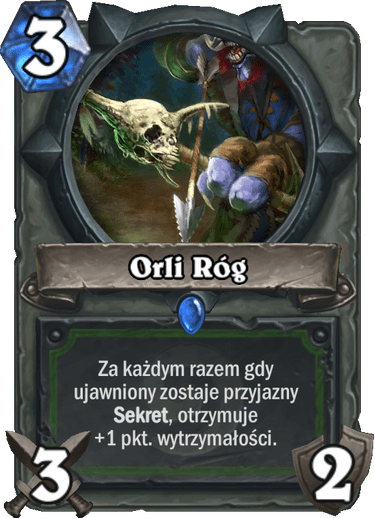 3
Orli Róg
Za każdym razem gdy
ujawniony zostaje przyjazny
Sekret, otrzymuje
+1 pkt. wytrzymałości.
3
2